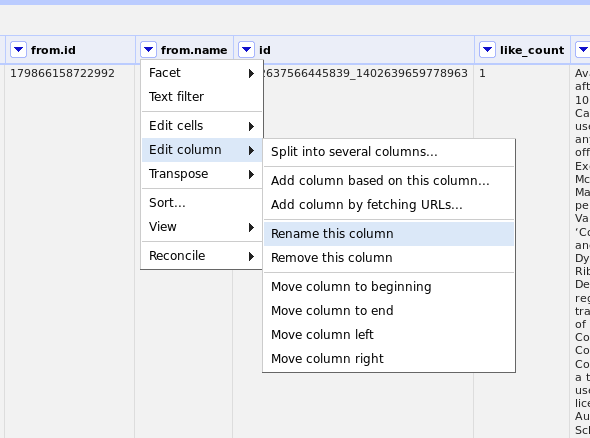 from.id from.name id like_count
179866158722992 2637566445839_1402639659778963 1
Facet
Text filter
Edit cells
Edit column
Transpose
Sort...
View
Reconcile
Split into several columns...
Add column based on this column...
Add column by fetching URLs...
Rename this column
Remove this column
Move column to beginning
Move column to end
Move column left
Move column right
Ava
aft
10
Ca
use
an
off
Ex
Mc
Ma
pe
Va
‘Co
and
Dy
Rib
De
reg
tra
of
Co
Co
Co
a t
use
lice
Au
Sch